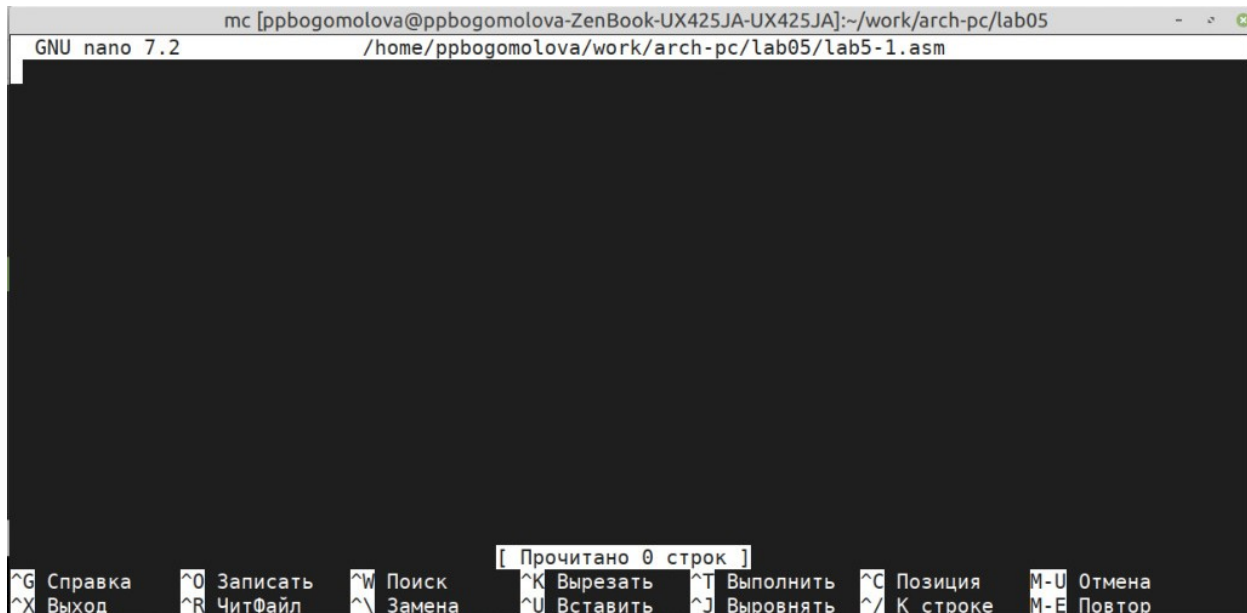 mc [ppbogomolova@ppbogomolova-ZenBook-UX425JA-UX425JA]:~/work/arch-pc/lab05
GNU nano 7.2 /home/ppbogomolova/work/arch-pc/lab05/lab5-1.asm
[ Прочитано 0 строк ]
^G Справка ^O Записать ^W Поиск ^K Вырезать ^T Выполнить ^C Позиция M-U Отмена
^X Выход ^R ЧитФайл ^\ Замена ^U Вставить ^J Выровнять ^/ К строке M-E Повтор